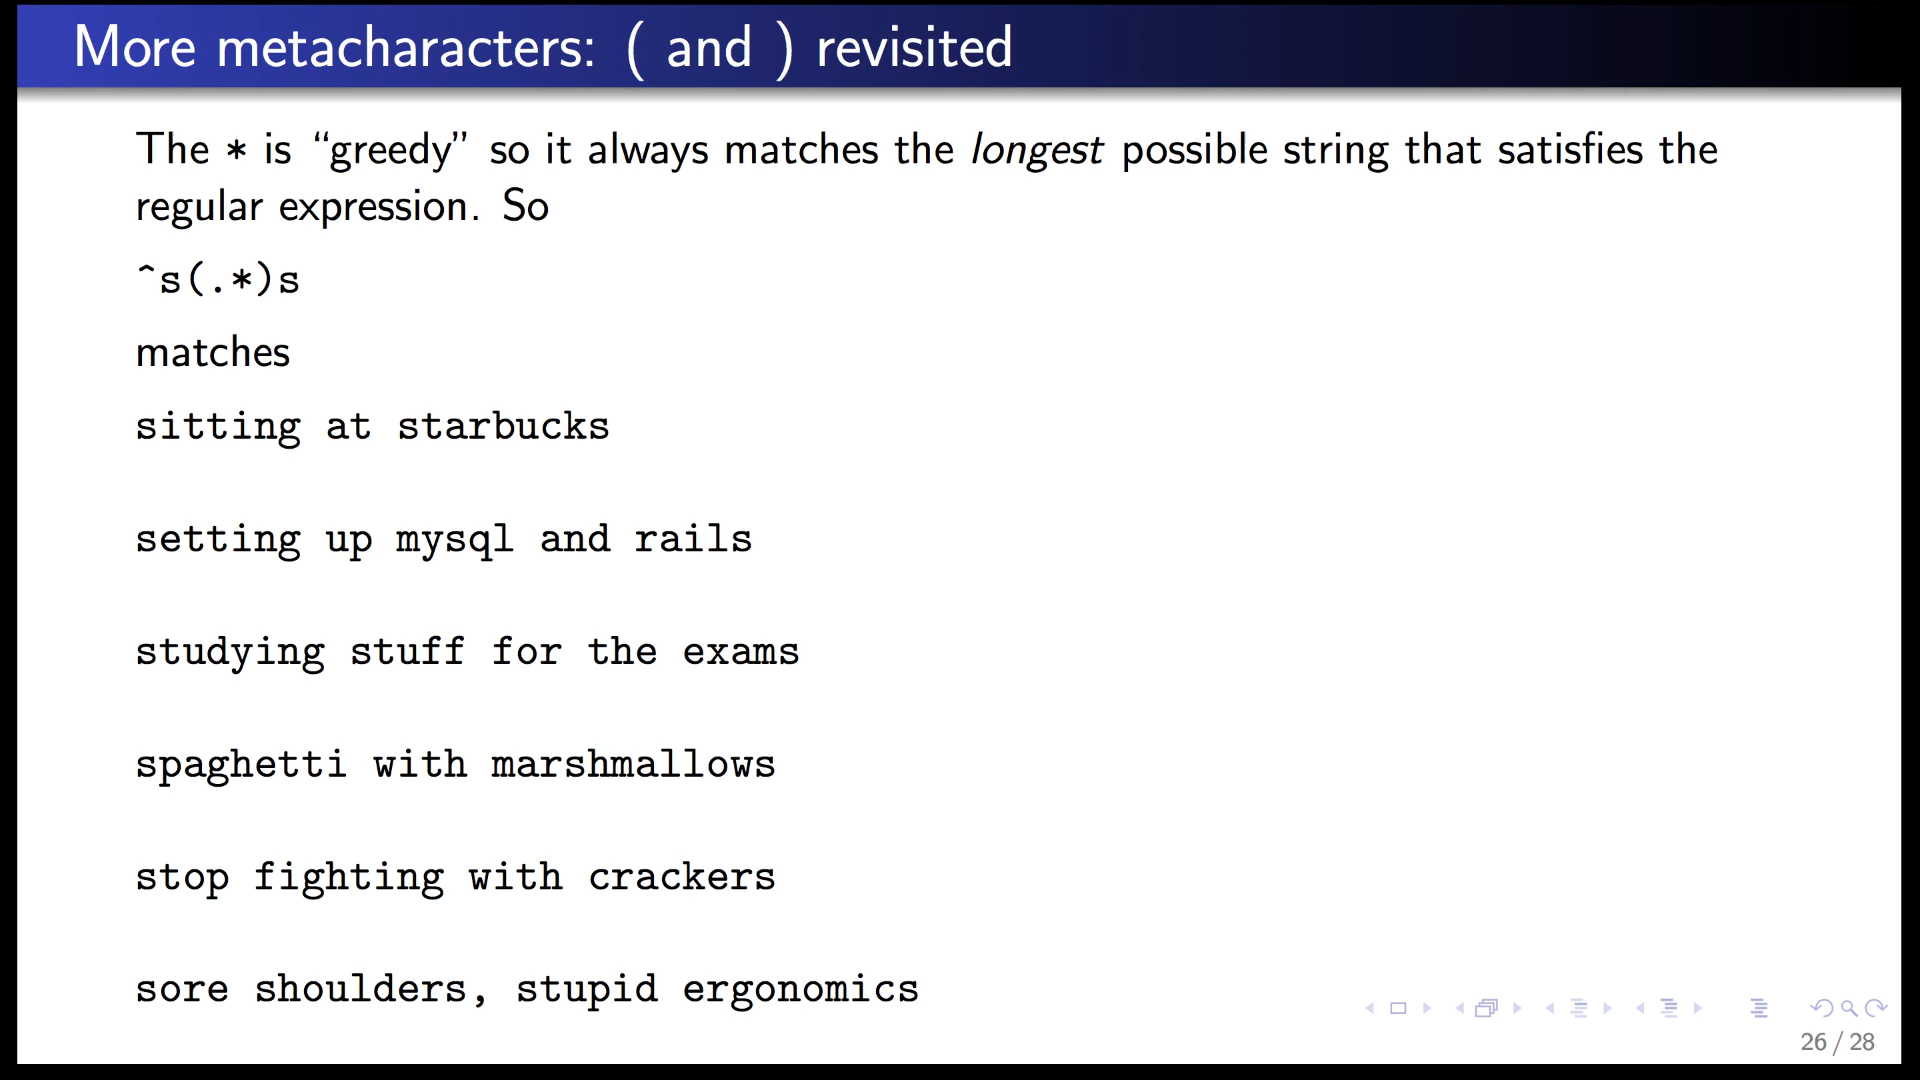 More metacharacters: ( and ) revisited
The * is “greedy” so it always matches the longest possible string that satisfies the
regular expression. So
^s(.*)s
matches
sitting at starbucks
setting up mysql and rails
studying stuff for the exams
spaghetti with marshmallows
stop fighting with crackers
sore shoulders, stupid ergonomics
26 / 28